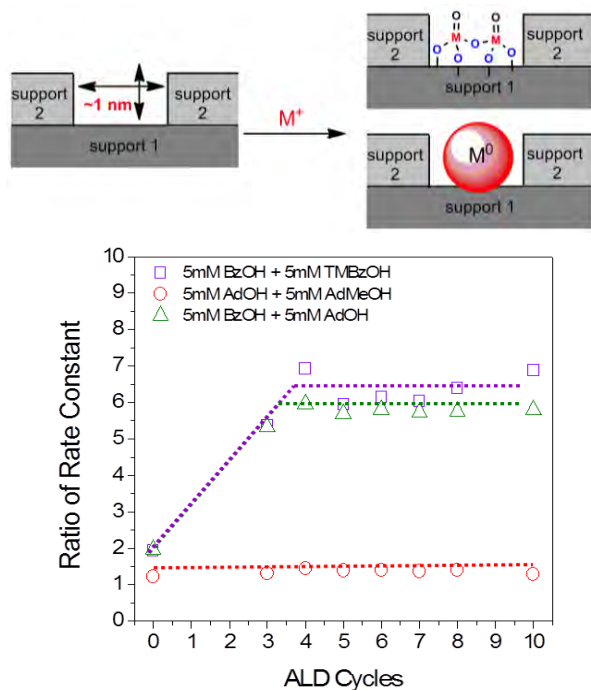 support
2
~1 nm
support
2
support 1
M⁺
support
2
O
O
M
O
M
O
O
O
O
support
2
support 1
support
2
M⁰
support
2
support 1
10
9
8
7
6
5
4
3
2
1
0
Ratio of Rate Constant
5mM BzOH + 5mM TMBzOH
5mM AdOH + 5mM AdMeOH
5mM BzOH + 5mM AdOH
0 1 2 3 4 5 6 7 8 9 10
ALD Cycles